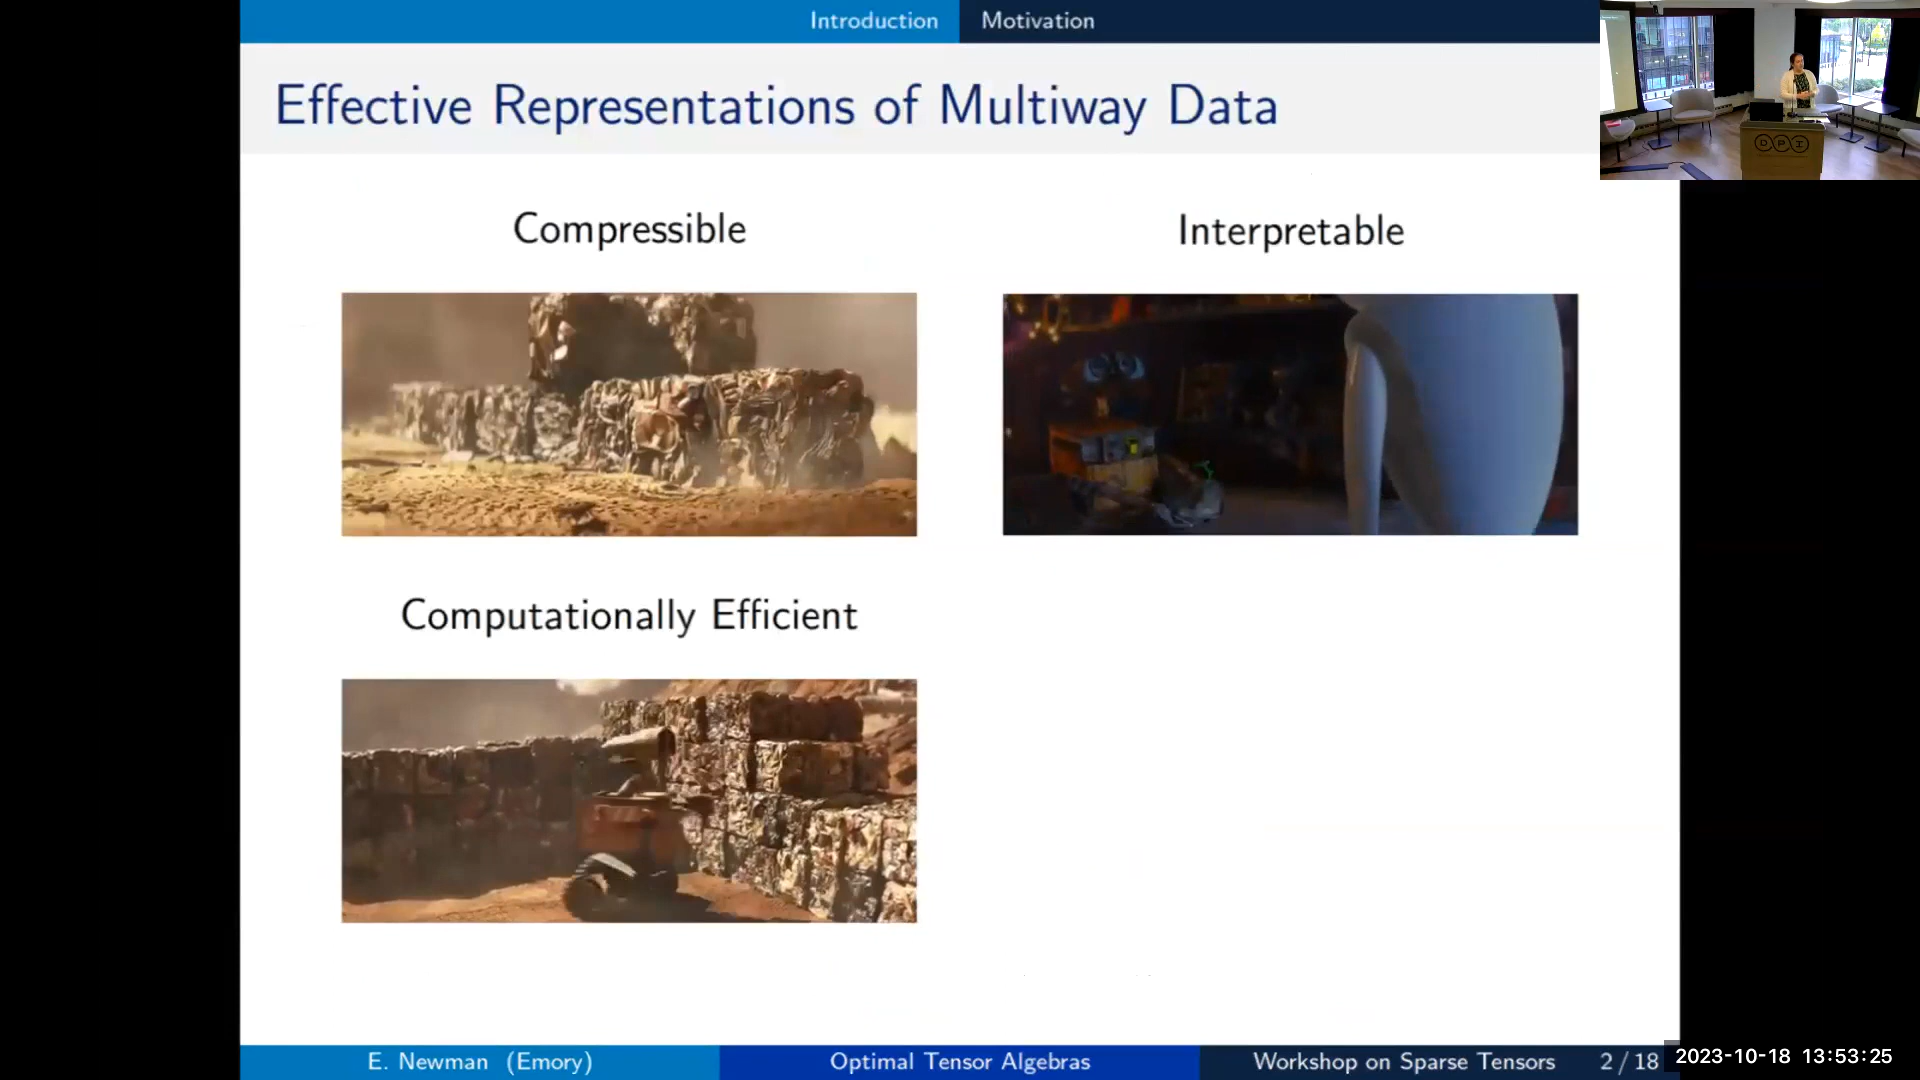 Introduction Motivation
Effective Representations of Multiway Data
Compressible
Interpretable
Computationally Efficient
E. Newman (Emory) Optimal Tensor Algebras Workshop on Sparse Tensors 2 / 18
2023-10-18 13:53:25
DPI